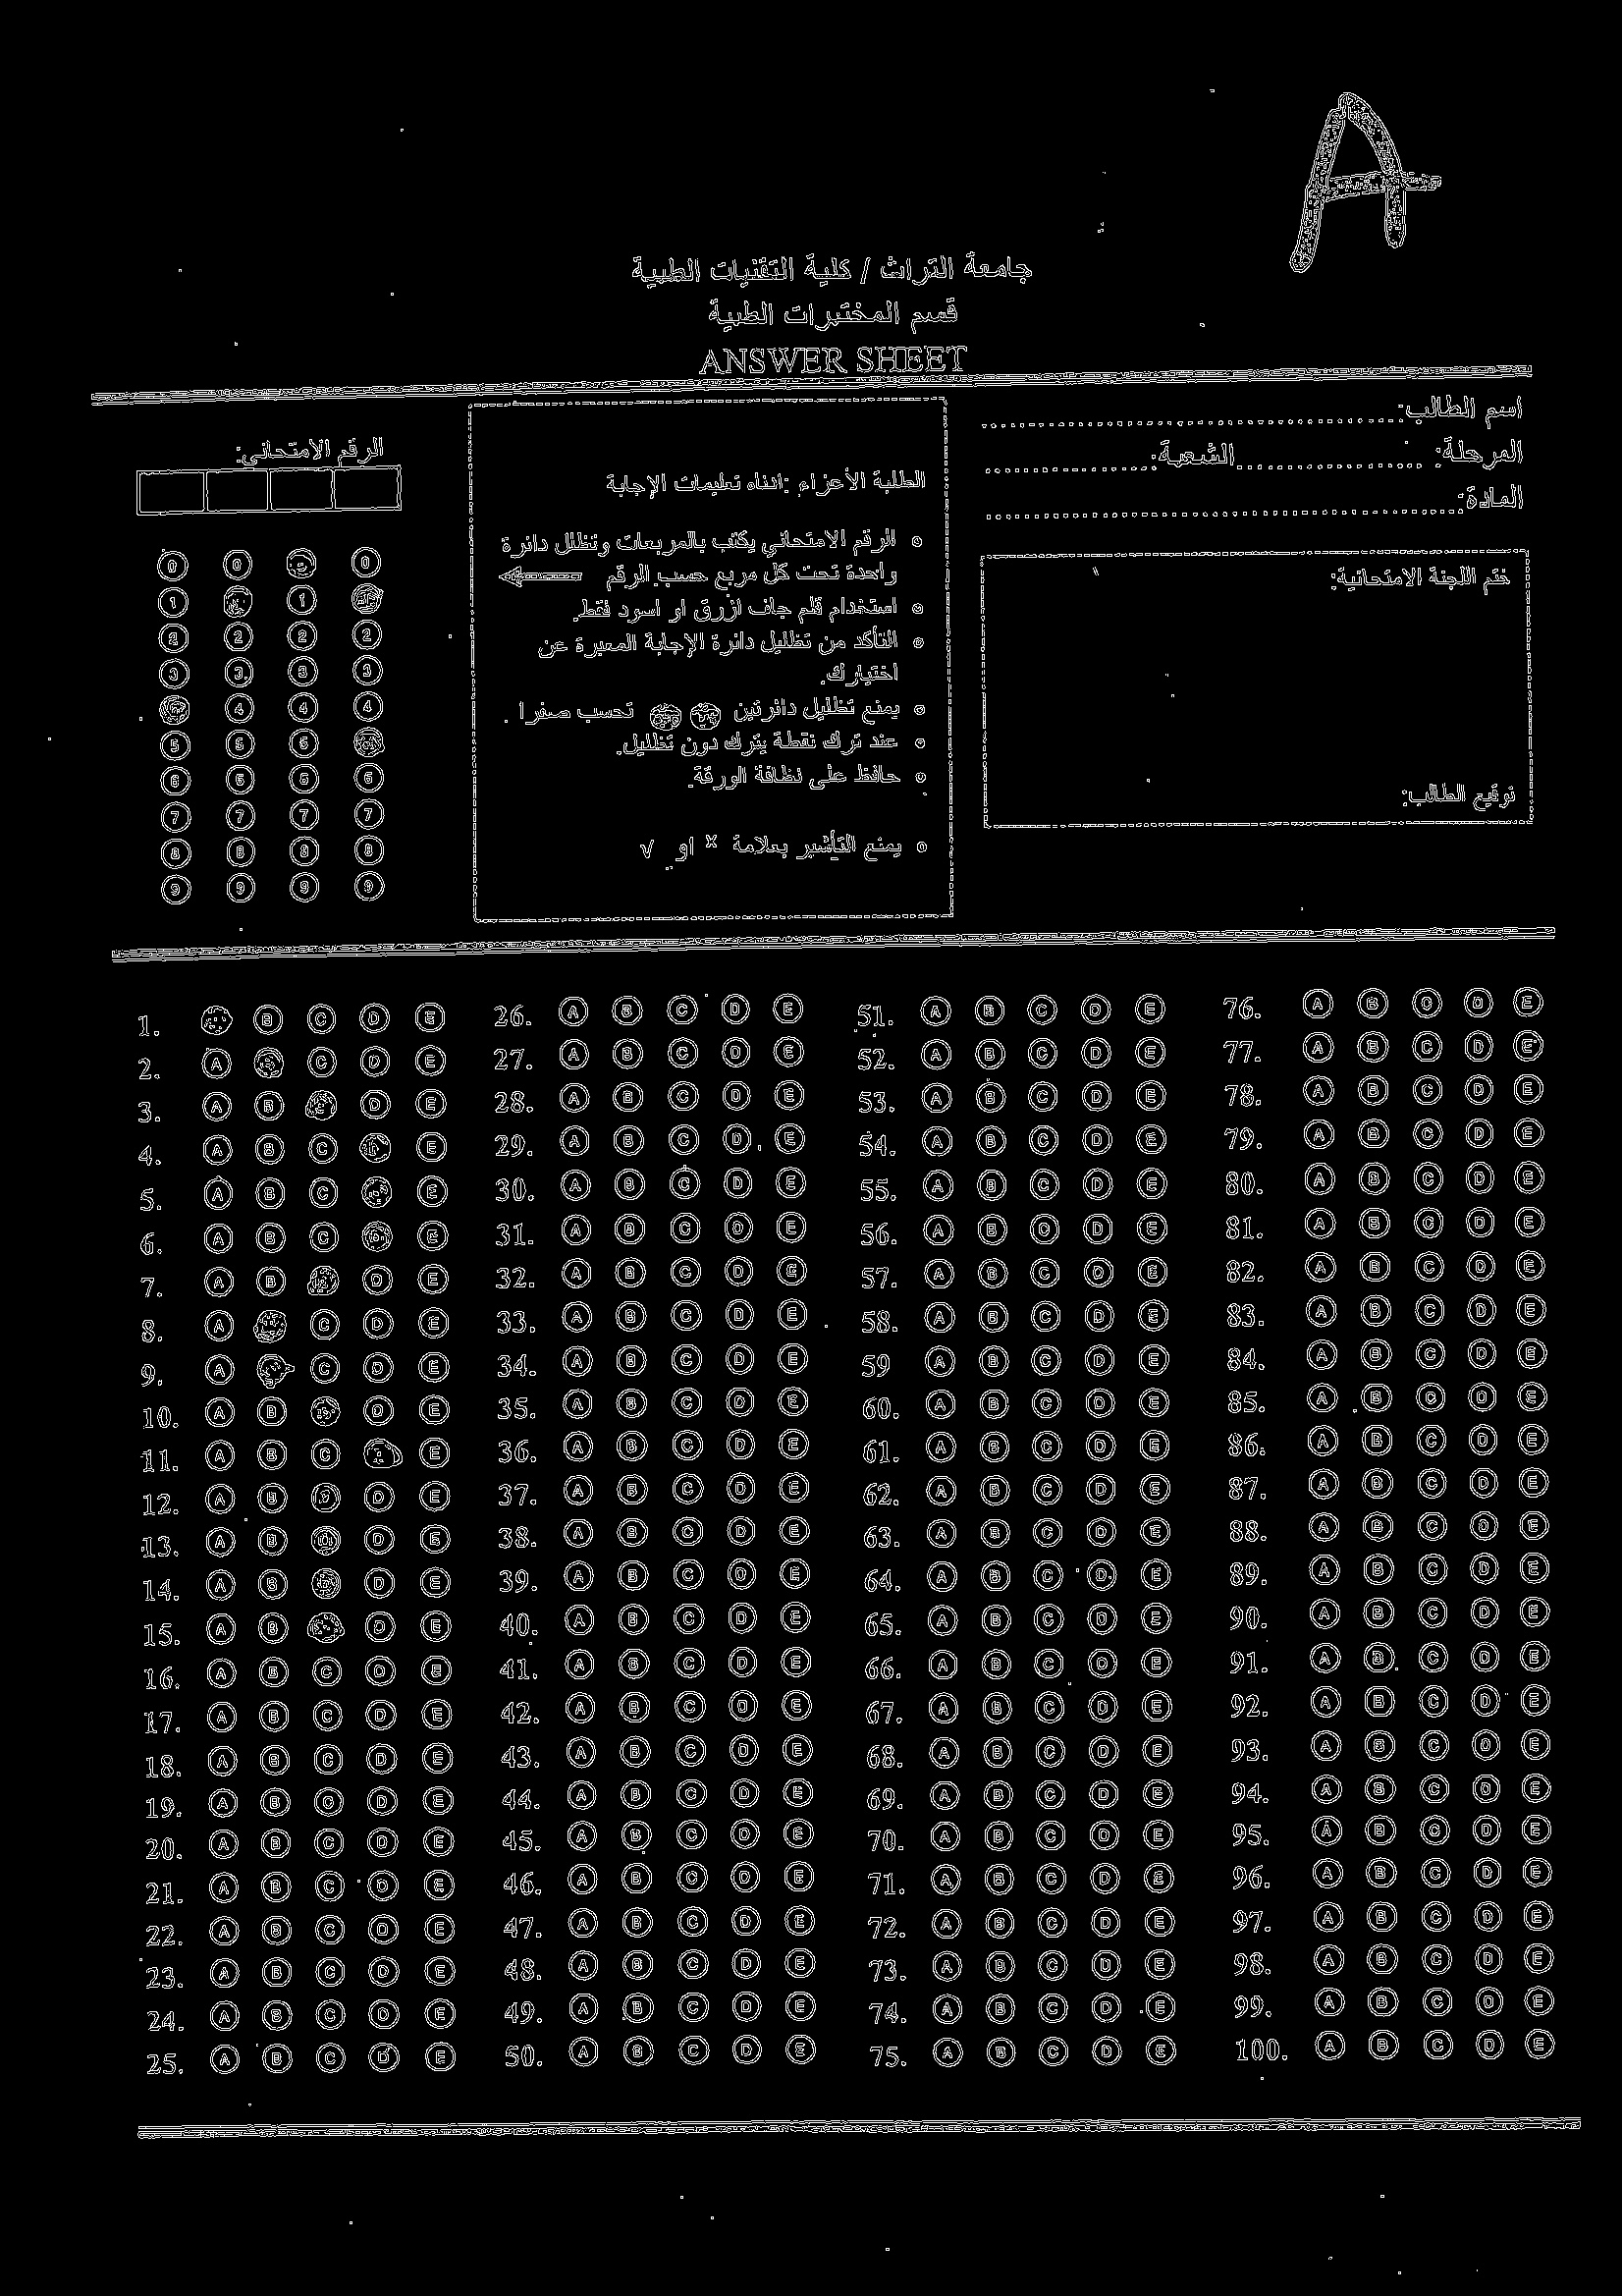 A
جامعة التراث / كلية التقنيات الطبية
قسم المختبرات الطبية
ANSWER SHEET
اسم الطالب:
المرحلة: الشعبة:
المادة:
ختم اللجنة الامتحانية:
توقيع الطالب:
الطلبة الأعزاء :انتباه تعليمات الإجابة
الرقم الامتحاني يكتب بالمربعات وتظلل دائرة
واحدة تحت كل مربع حسب الرقم
استخدام قلم جاف ازرق او اسود فقط.
التأكد من تظليل دائرة الإجابة المعبرة عن
اختيارك.
يمنع تظليل دائرتين تحسب صفرا .
عند ترك نقطة يترك دون تظليل.
حافظ على نظافة الورقة.
يمنع التأشير بعلامة × او √
الرقم الامتحاني:
0 0 0
1 1
2 2 2 2
3 3 3 3
4 4 4
5 5 5
6 6 6 6
7 7 7 7
8 8 8 8
9 9 9 9
1. B C D E 26. A B C D E 51. A B C D E 76. A B C D E
2. A C D E 27. A B C D E 52. A B C D E 77. A B C D E
3. A B D E 28. A B C D E 53. A B C D E 78. A B C D E
4. A B C E 29. A B C D E 54. A B C D E 79. A B C D E
5. A B C E 30. A B C D E 55. A B C D E 80. A B C D E
6. A B C E 31. A B C D E 56. A B C D E 81. A B C D E
7. A B D E 32. A B C D E 57. A B C D E 82. A B C D E
8. A C D E 33. A B C D E 58. A B C D E 83. A B C D E
9. A C D E 34. A B C D E 59 A B C D E 84. A B C D E
10. A B D E 35. A B C D E 60. A B C D E 85. A B C D E
11. A B C E 36. A B C D E 61. A B C D E 86. A B C D E
12. A B D E 37. A B C D E 62. A B C D E 87. A B C D E
13. A B D E 38. A B C D E 63. A B C D E 88. A B C D E
14. A B D E 39. A B C D E 64. A B C D E 89. A B C D E
15. A B D E 40. A B C D E 65. A B C D E 90. A B C D E
16. A B C D E 41. A B C D E 66. A B C D E 91. A B C D E
17. A B C D E 42. A B C D E 67. A B C D E 92. A B C D E
18. A B C D E 43. A B C D E 68. A B C D E 93. A B C D E
19. A B C D E 44. A B C D E 69. A B C D E 94. A B C D E
20. A B C D E 45. A B C D E 70. A B C D E 95. A B C D E
21. A B C D E 46. A B C D E 71. A B C D E 96. A B C D E
22. A B C D E 47. A B C D E 72. A B C D E 97. A B C D E
23. A B C D E 48. A B C D E 73. A B C D E 98. A B C D E
24. A B C D E 49. A B C D E 74. A B C D E 99. A B C D E
25. A B C D E 50. A B C D E 75. A B C D E 100. A B C D E